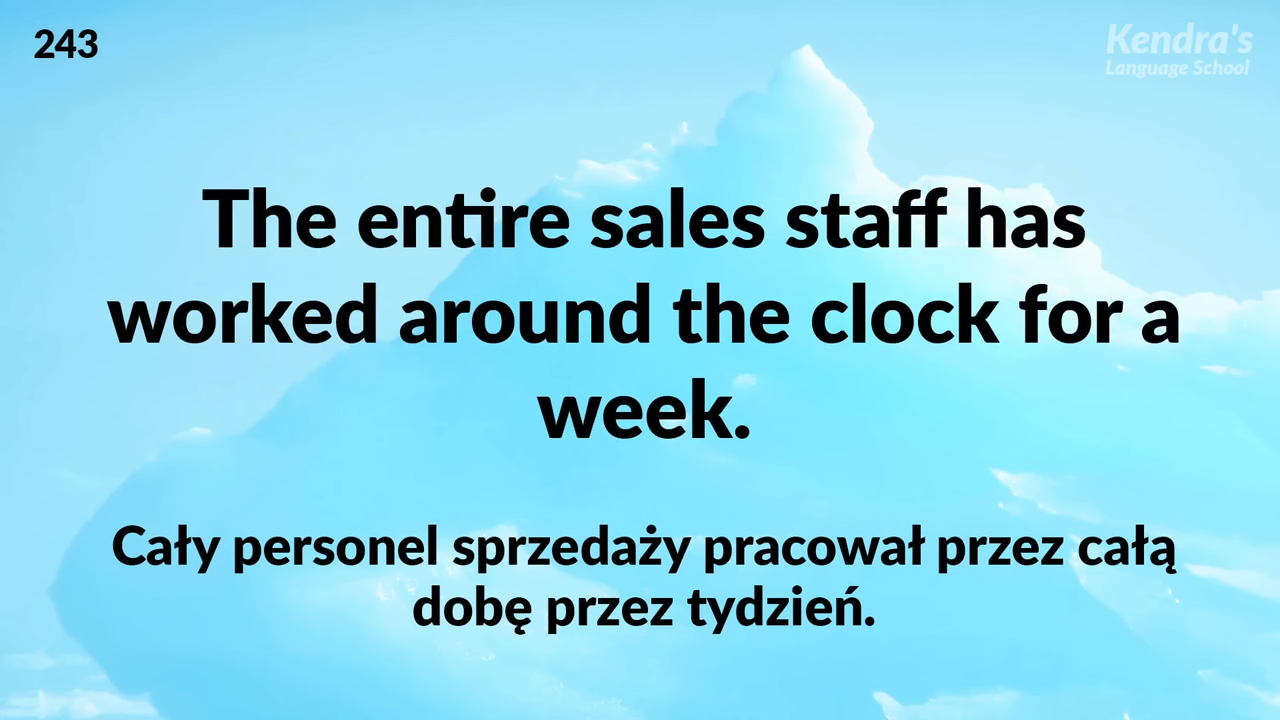 243
Kendra's
Language School
The entire sales staff has
worked around the clock for a
week.
Cały personel sprzedaży pracował przez całą
dobę przez tydzień.